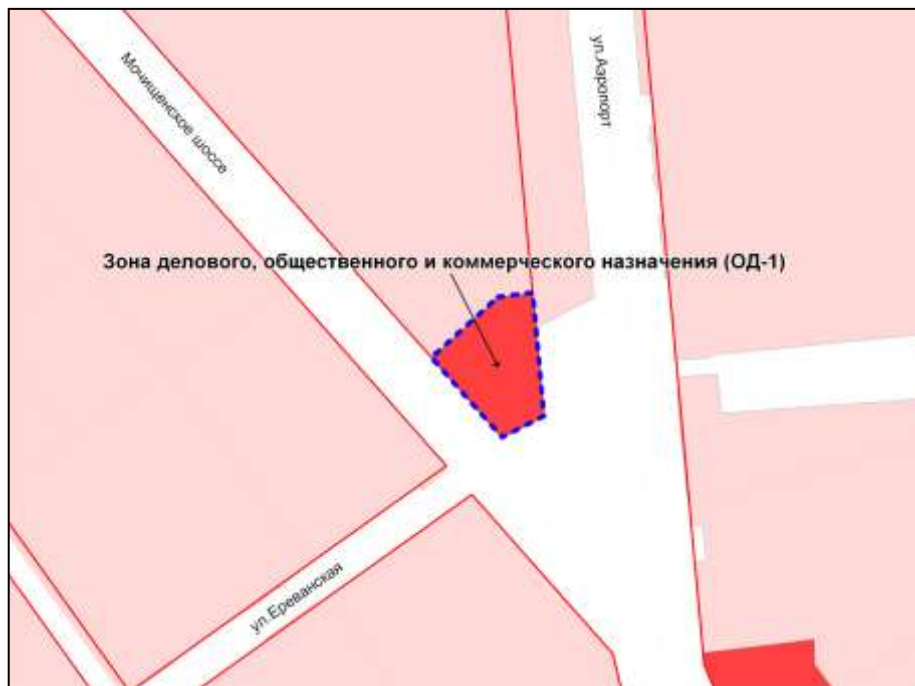 Мочищенское шоссе
ул.Аэропорт
Зона делового, общественного и коммерческого назначения (ОД-1)
ул.Ереванская